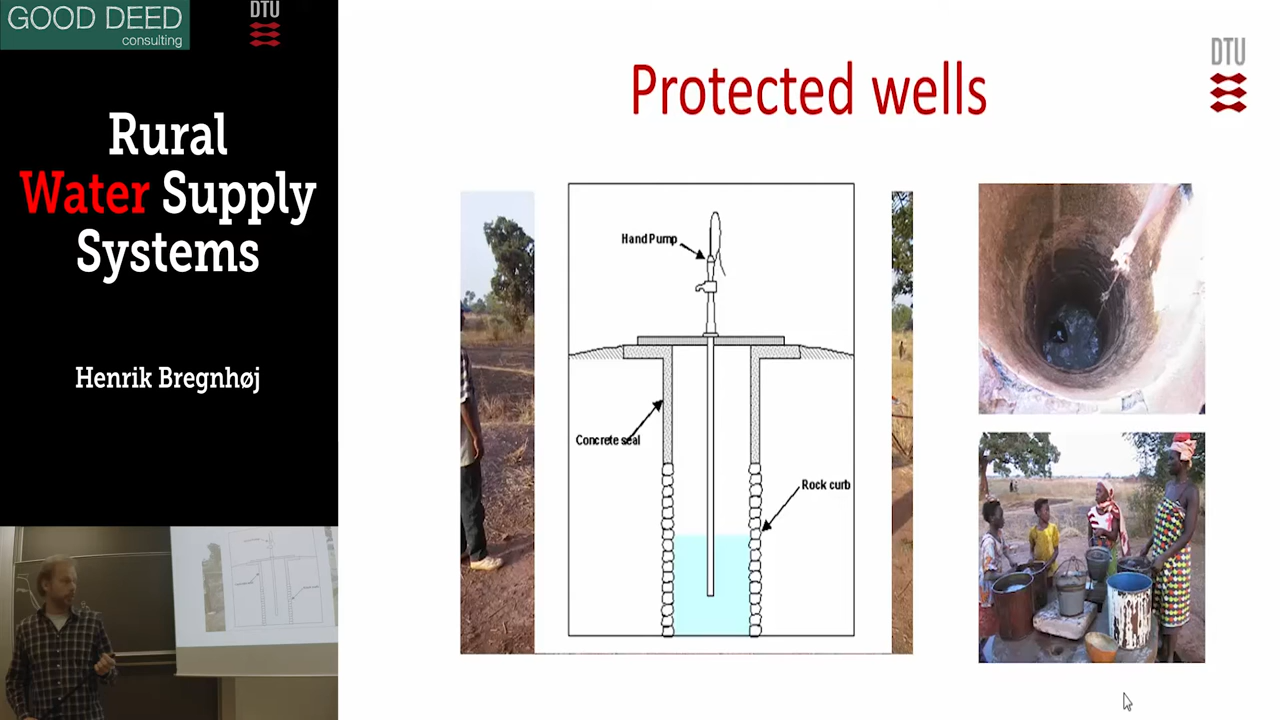 GOOD DEED
consulting
DTU
Rural
Water Supply
Systems
Henrik Bregnhøj
Protected wells
DTU
Hand Pump
Concrete seal
Rock curb